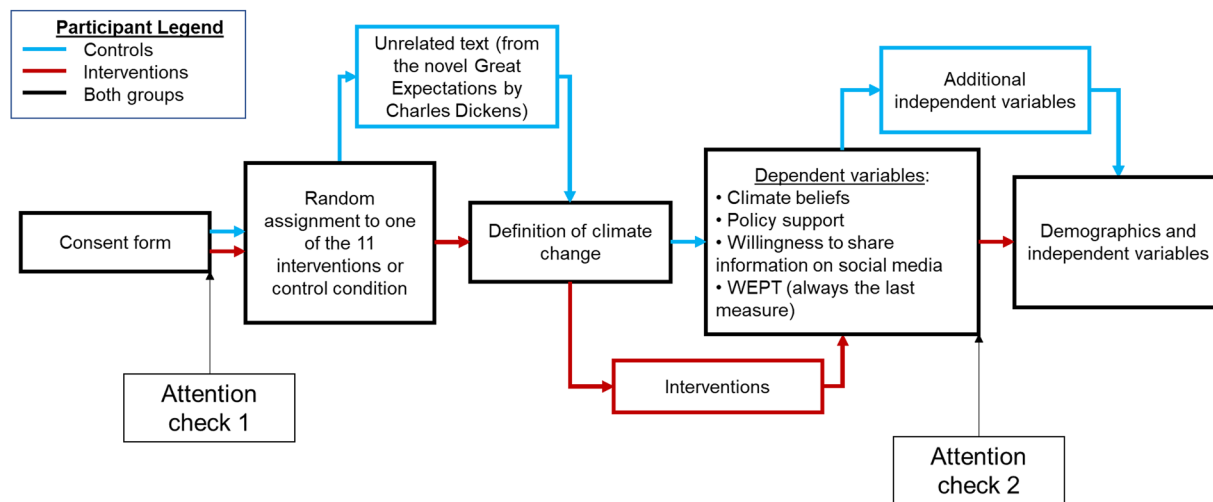 Participant Legend
Controls
Interventions
Both groups
Unrelated text (from
the novel Great
Expectations by
Charles Dickens)
Additional
independent variables
Consent form
Random
assignment to one
of the 11
interventions or
control condition
Definition of climate
change
Dependent variables:
• Climate beliefs
• Policy support
• Willingness to share
information on social media
• WEPT (always the last
measure)
Demographics and
independent variables
Interventions
Attention
check 1
Attention
check 2